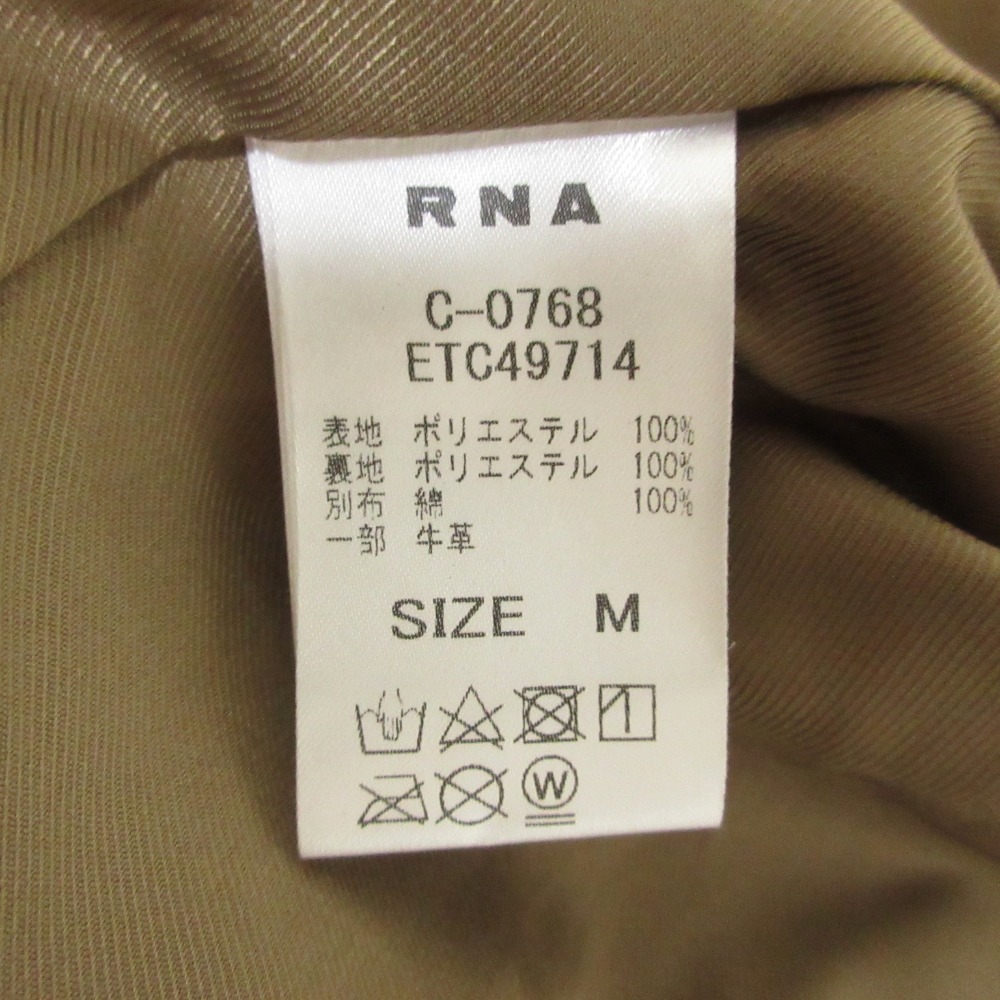 RNA
C-0768
ETC49714
表地 ポリエステル 100%
裏地 ポリエステル 100%
別布 綿 100%
一部 牛革
SIZE M
W